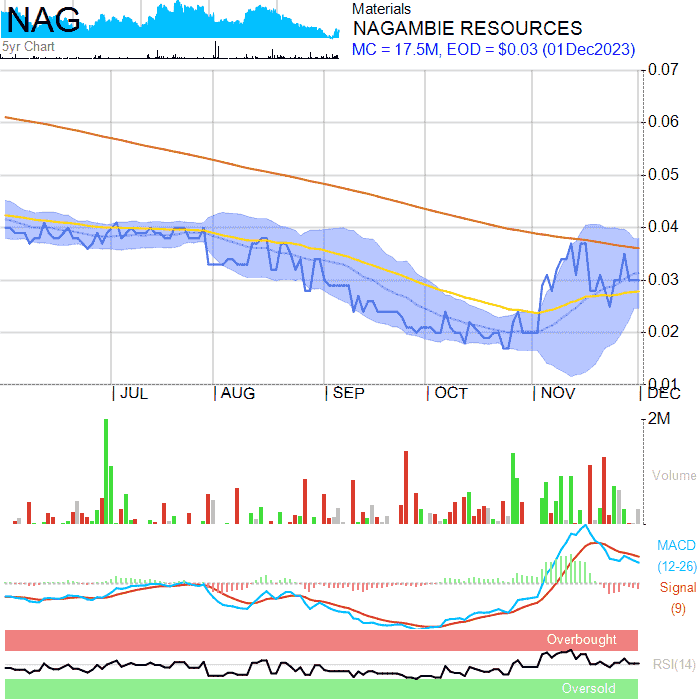 NAG
5yr Chart
Materials
NAGAMBIE RESOURCES
MC = 17.5M, EOD = $0.03 (01Dec2023)
0.07
0.06
0.05
0.04
0.03
0.02
0.01
| JUL | AUG | SEP | OCT | NOV | DEC
2M
Volume
MACD
(12-26)
Signal
(9)
Overbought
RSI(14)
Oversold